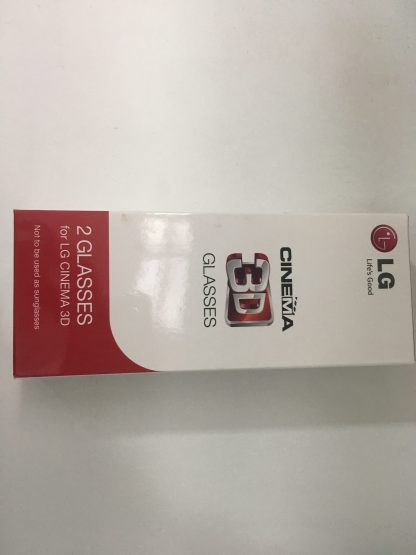 LG
Life's Good
CINEMA
3D
GLASSES
2 GLASSES
for LG CINEMA 3D
Not to be used as sunglasses